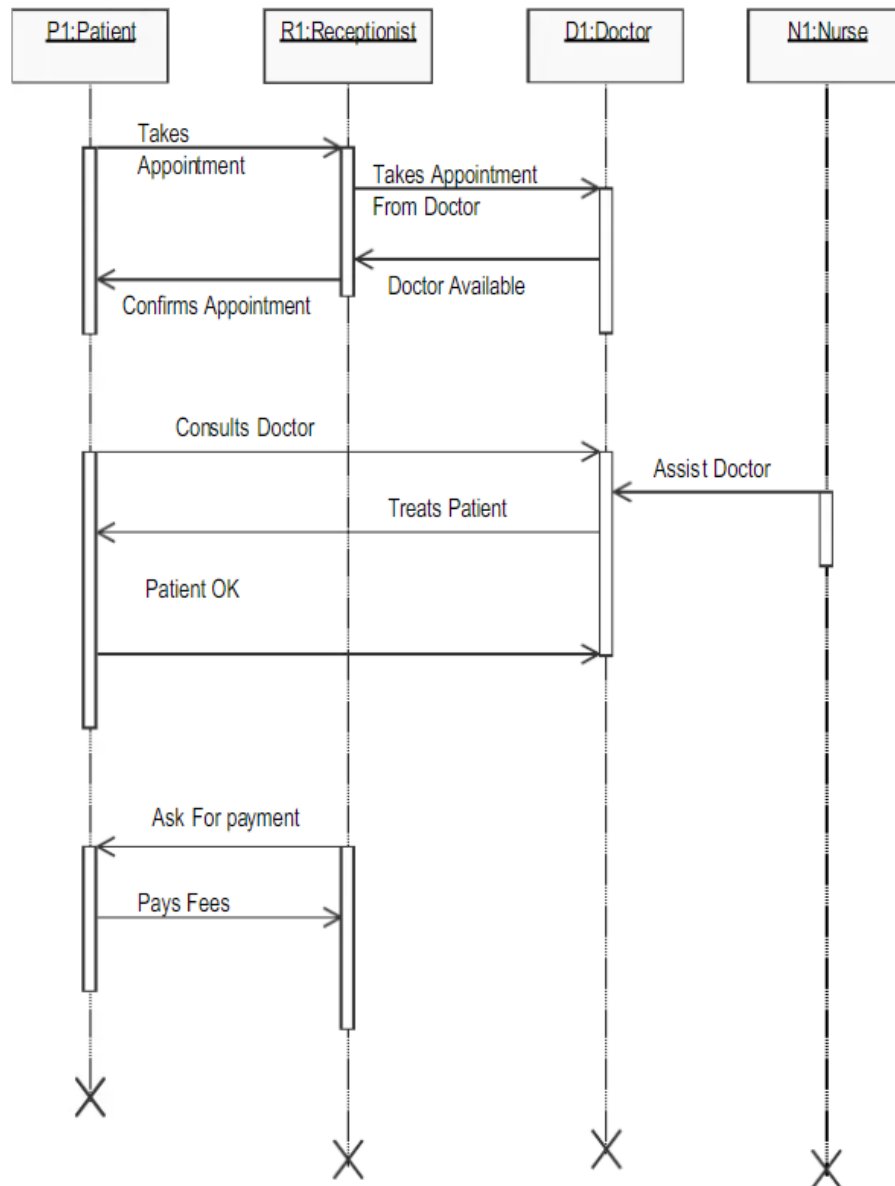 P1:Patient
R1:Receptionist
D1:Doctor
N1:Nurse
Takes
Appointment
Takes Appointment
From Doctor
Doctor Available
Confirms Appointment
Consults Doctor
Assist Doctor
Treats Patient
Patient OK
Ask For payment
Pays Fees